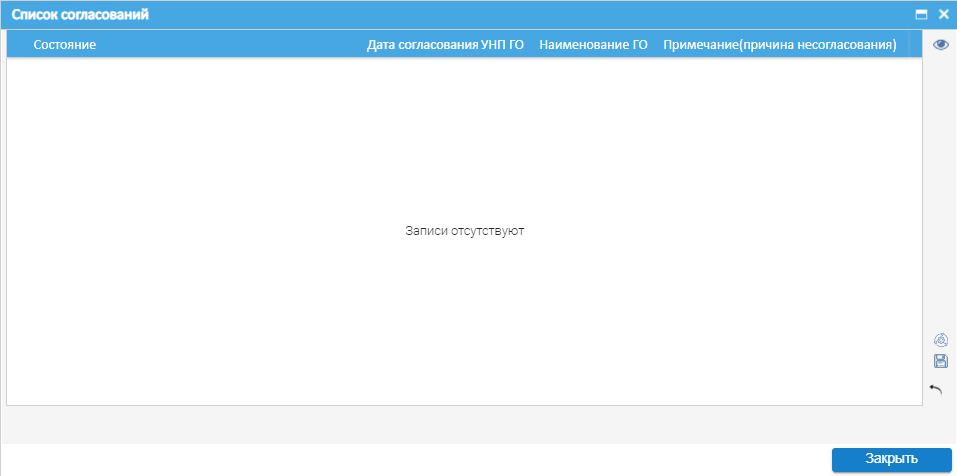 Список согласований
Состояние Дата согласования УНП ГО Наименование ГО Примечание(причина несогласования)
Записи отсутствуют
Закрыть